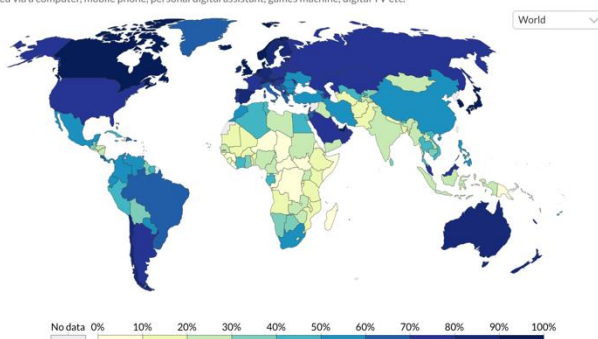 ed via a computer, mobile phone, personal digital assistant, games machine, digital TV etc.
World
No data 0% 10% 20% 30% 40% 50% 60% 70% 80% 90% 100%